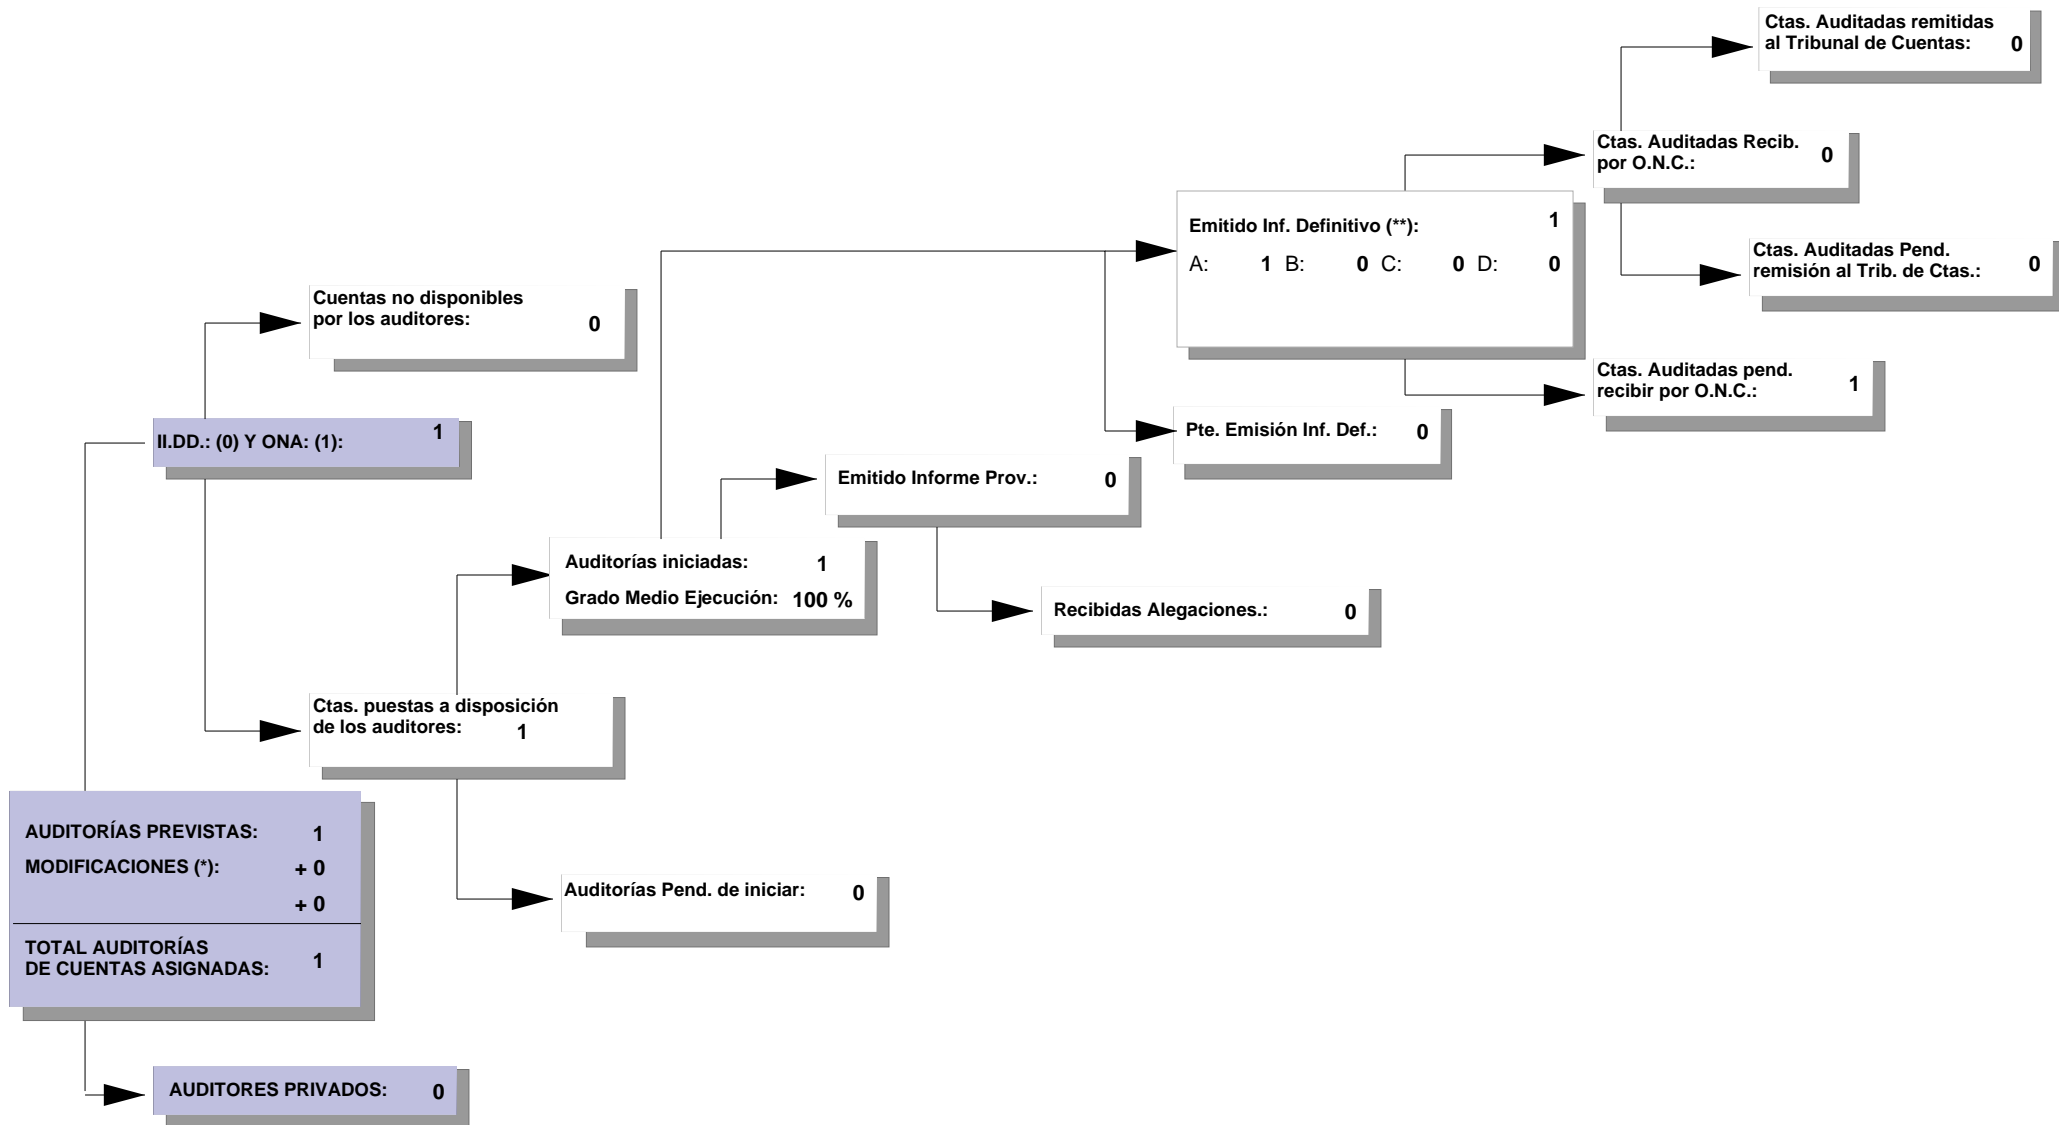 Ctas. Auditadas remitidas
al Tribunal de Cuentas: 0
Ctas. Auditadas Recib.
por O.N.C.: 0
Emitido Inf. Definitivo (**): 1
A: 1 B: 0 C: 0 D: 0
Ctas. Auditadas Pend.
remisión al Trib. de Ctas.: 0
Cuentas no disponibles
por los auditores: 0
Ctas. Auditadas pend.
recibir por O.N.C.: 1
II.DD.: (0) Y ONA: (1): 1
Pte. Emisión Inf. Def.: 0
Emitido Informe Prov.: 0
Auditorías iniciadas: 1
Grado Medio Ejecución: 100 %
Recibidas Alegaciones.: 0
Ctas. puestas a disposición
de los auditores: 1
AUDITORÍAS PREVISTAS: 1
MODIFICACIONES (*): + 0
+ 0
Auditorías Pend. de iniciar: 0
TOTAL AUDITORÍAS
DE CUENTAS ASIGNADAS: 1
AUDITORES PRIVADOS: 0